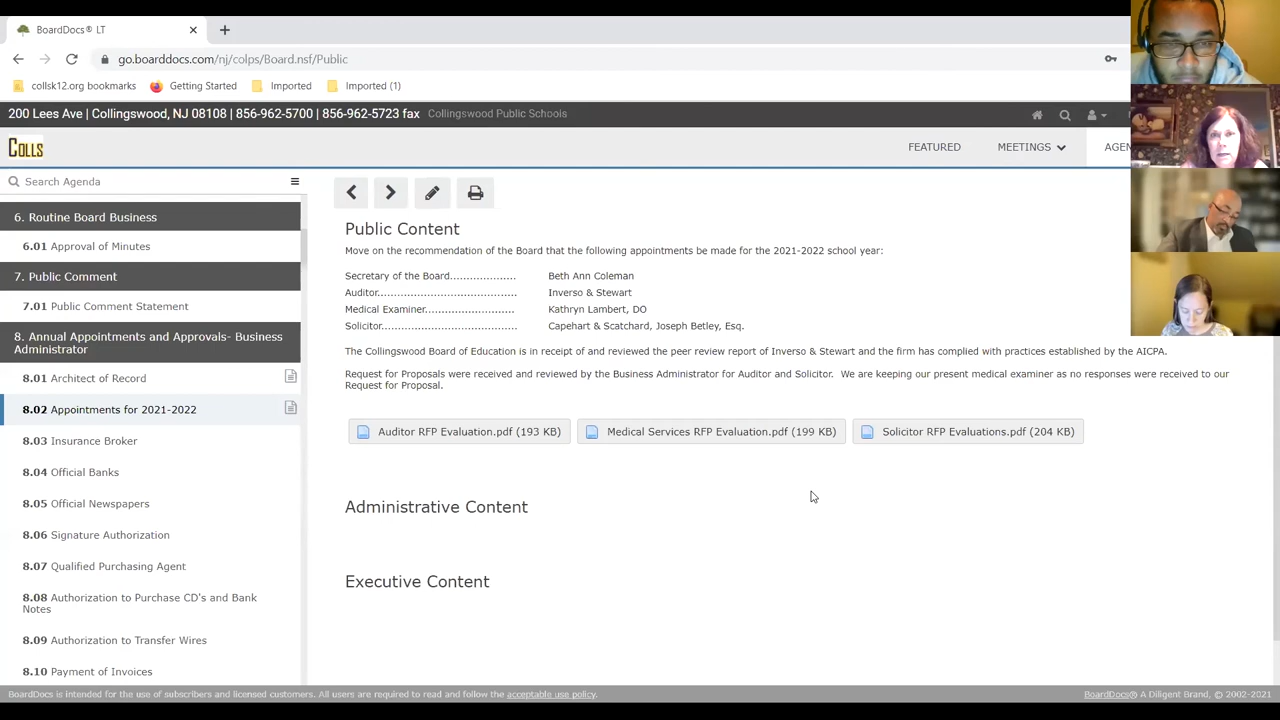 BoardDocs® LT
go.boarddocs.com/nj/colps/Board.nsf/Public
collsk12.org bookmarks
Getting Started
Imported
Imported (1)
200 Lees Ave | Collingswood, NJ 08108 | 856-962-5700 | 856-962-5723 fax
Collingswood Public Schools
COLLS
FEATURED
MEETINGS
AGEN
Search Agenda
6. Routine Board Business
6.01 Approval of Minutes
7. Public Comment
7.01 Public Comment Statement
8. Annual Appointments and Approvals- Business
Administrator
8.01 Architect of Record
8.02 Appointments for 2021-2022
8.03 Insurance Broker
8.04 Official Banks
8.05 Official Newspapers
8.06 Signature Authorization
8.07 Qualified Purchasing Agent
8.08 Authorization to Purchase CD's and Bank
Notes
8.09 Authorization to Transfer Wires
8.10 Payment of Invoices
Public Content
Move on the recommendation of the Board that the following appointments be made for the 2021-2022 school year:
Secretary of the Board.................... Beth Ann Coleman
Auditor.......................................... Inverso & Stewart
Medical Examiner.......................... Kathryn Lambert, DO
Solicitor......................................... Capehart & Scatchard, Joseph Betley, Esq.
The Collingswood Board of Education is in receipt of and reviewed the peer review report of Inverso & Stewart and the firm has complied with practices established by the AICPA.
Request for Proposals were received and reviewed by the Business Administrator for Auditor and Solicitor. We are keeping our present medical examiner as no responses were received to our
Request for Proposal.
Auditor RFP Evaluation.pdf (193 KB)
Medical Services RFP Evaluation.pdf (199 KB)
Solicitor RFP Evaluations.pdf (204 KB)
Administrative Content
Executive Content
BoardDocs is intended for the use of subscribers and licensed customers. All users are required to read and follow the acceptable use policy.
BoardDocs® A Diligent Brand, © 2002-2021